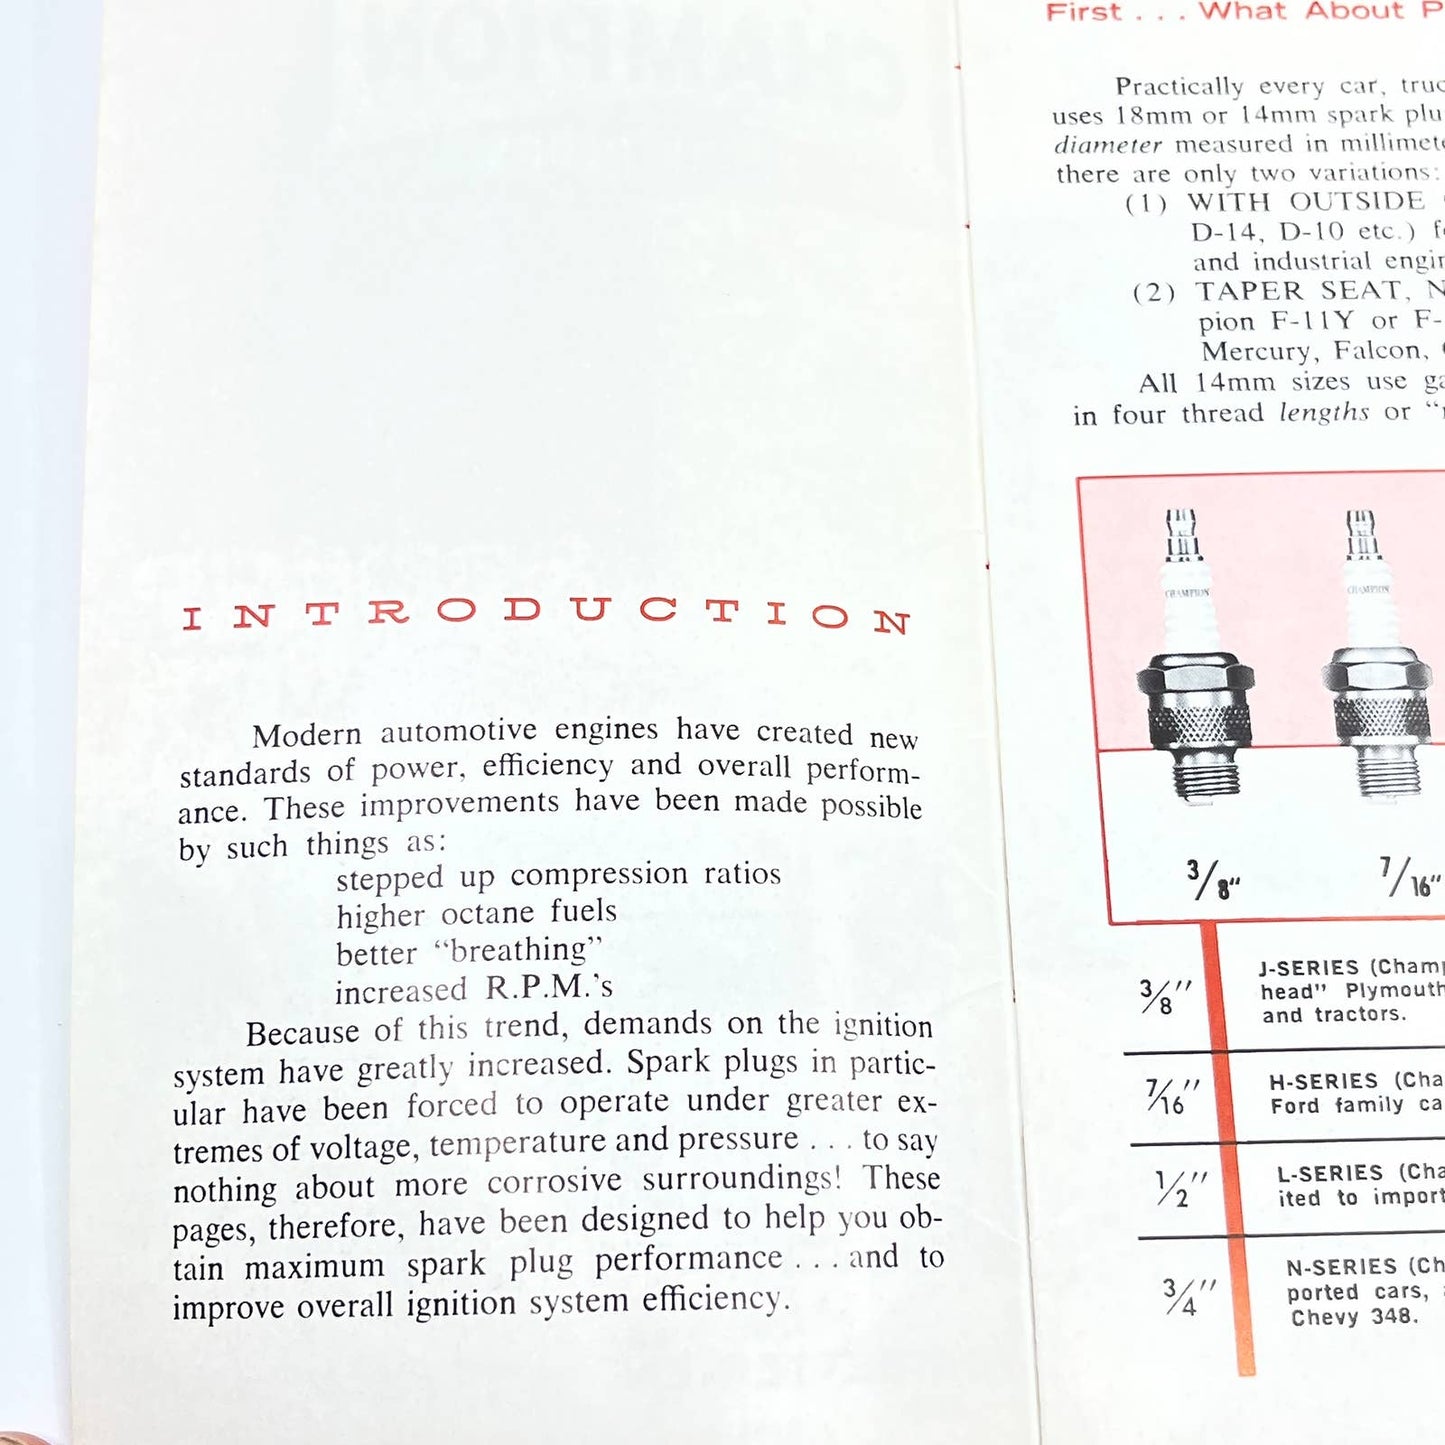 INTRODUCTION
Modern automotive engines have created new
standards of power, efficiency and overall perform-
ance. These improvements have been made possible
by such things as:
stepped up compression ratios
higher octane fuels
better “breathing”
increased R.P.M.'s
Because of this trend, demands on the ignition
system have greatly increased. Spark plugs in partic-
ular have been forced to operate under greater ex-
tremes of voltage, temperature and pressure . . . to say
nothing about more corrosive surroundings! These
pages, therefore, have been designed to help you ob-
tain maximum spark plug performance . . . and to
improve overall ignition system efficiency.
First . . . What About
Practically every car,
uses 18mm or 14mm spark
diameter measured in
there are only two variations:
(1) WITH OUTSIDE
D-14, D-10 etc.)
and industrial
(2) TAPER SEAT,
pion F-11Y or
Mercury, Falcon,
All 14mm sizes use
in four thread lengths or
CHAMPION
CHAMPION
3/8"
7/16"
3/8"
J-SERIES
head" Plymouth
and tractors.
7/16"
H-SERIES
Ford family
1/2"
L-SERIES
ited to
3/4"
N-SERIES
ported cars,
Chevy 348.